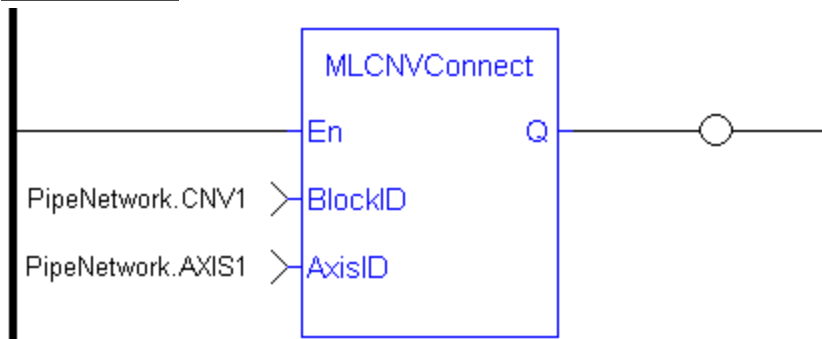 MLCNVConnect
En Q
PipeNetwork.CNV1 BlockID
PipeNetwork.AXIS1 AxisID